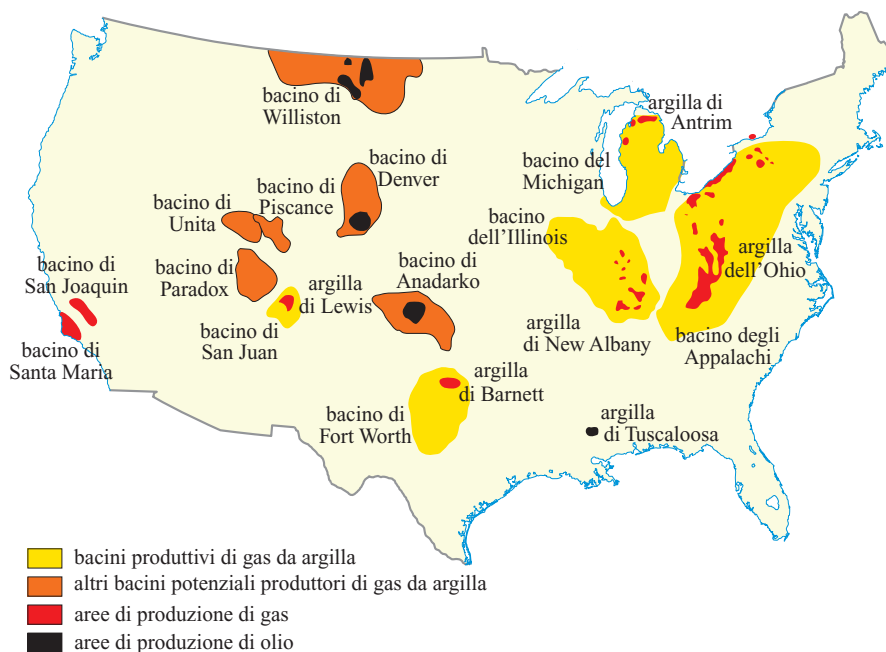 bacino di
Williston
argilla di
Antrim
bacino del
Michigan
bacino di
Denver
bacino di
Piscance
bacino di
Unita
bacino
dell'Illinois
argilla
dell'Ohio
bacino di
Anadarko
bacino di
Paradox
argilla
di Lewis
bacino di
San Joaquin
bacino di
San Juan
argilla
di New Albany
bacino degli
Appalachi
bacino di
Santa Maria
argilla
di Barnett
bacino di
Fort Worth
argilla
di Tuscaloosa
bacini produttivi di gas da argilla
altri bacini potenziali produttori di gas da argilla
aree di produzione di gas
aree di produzione di olio